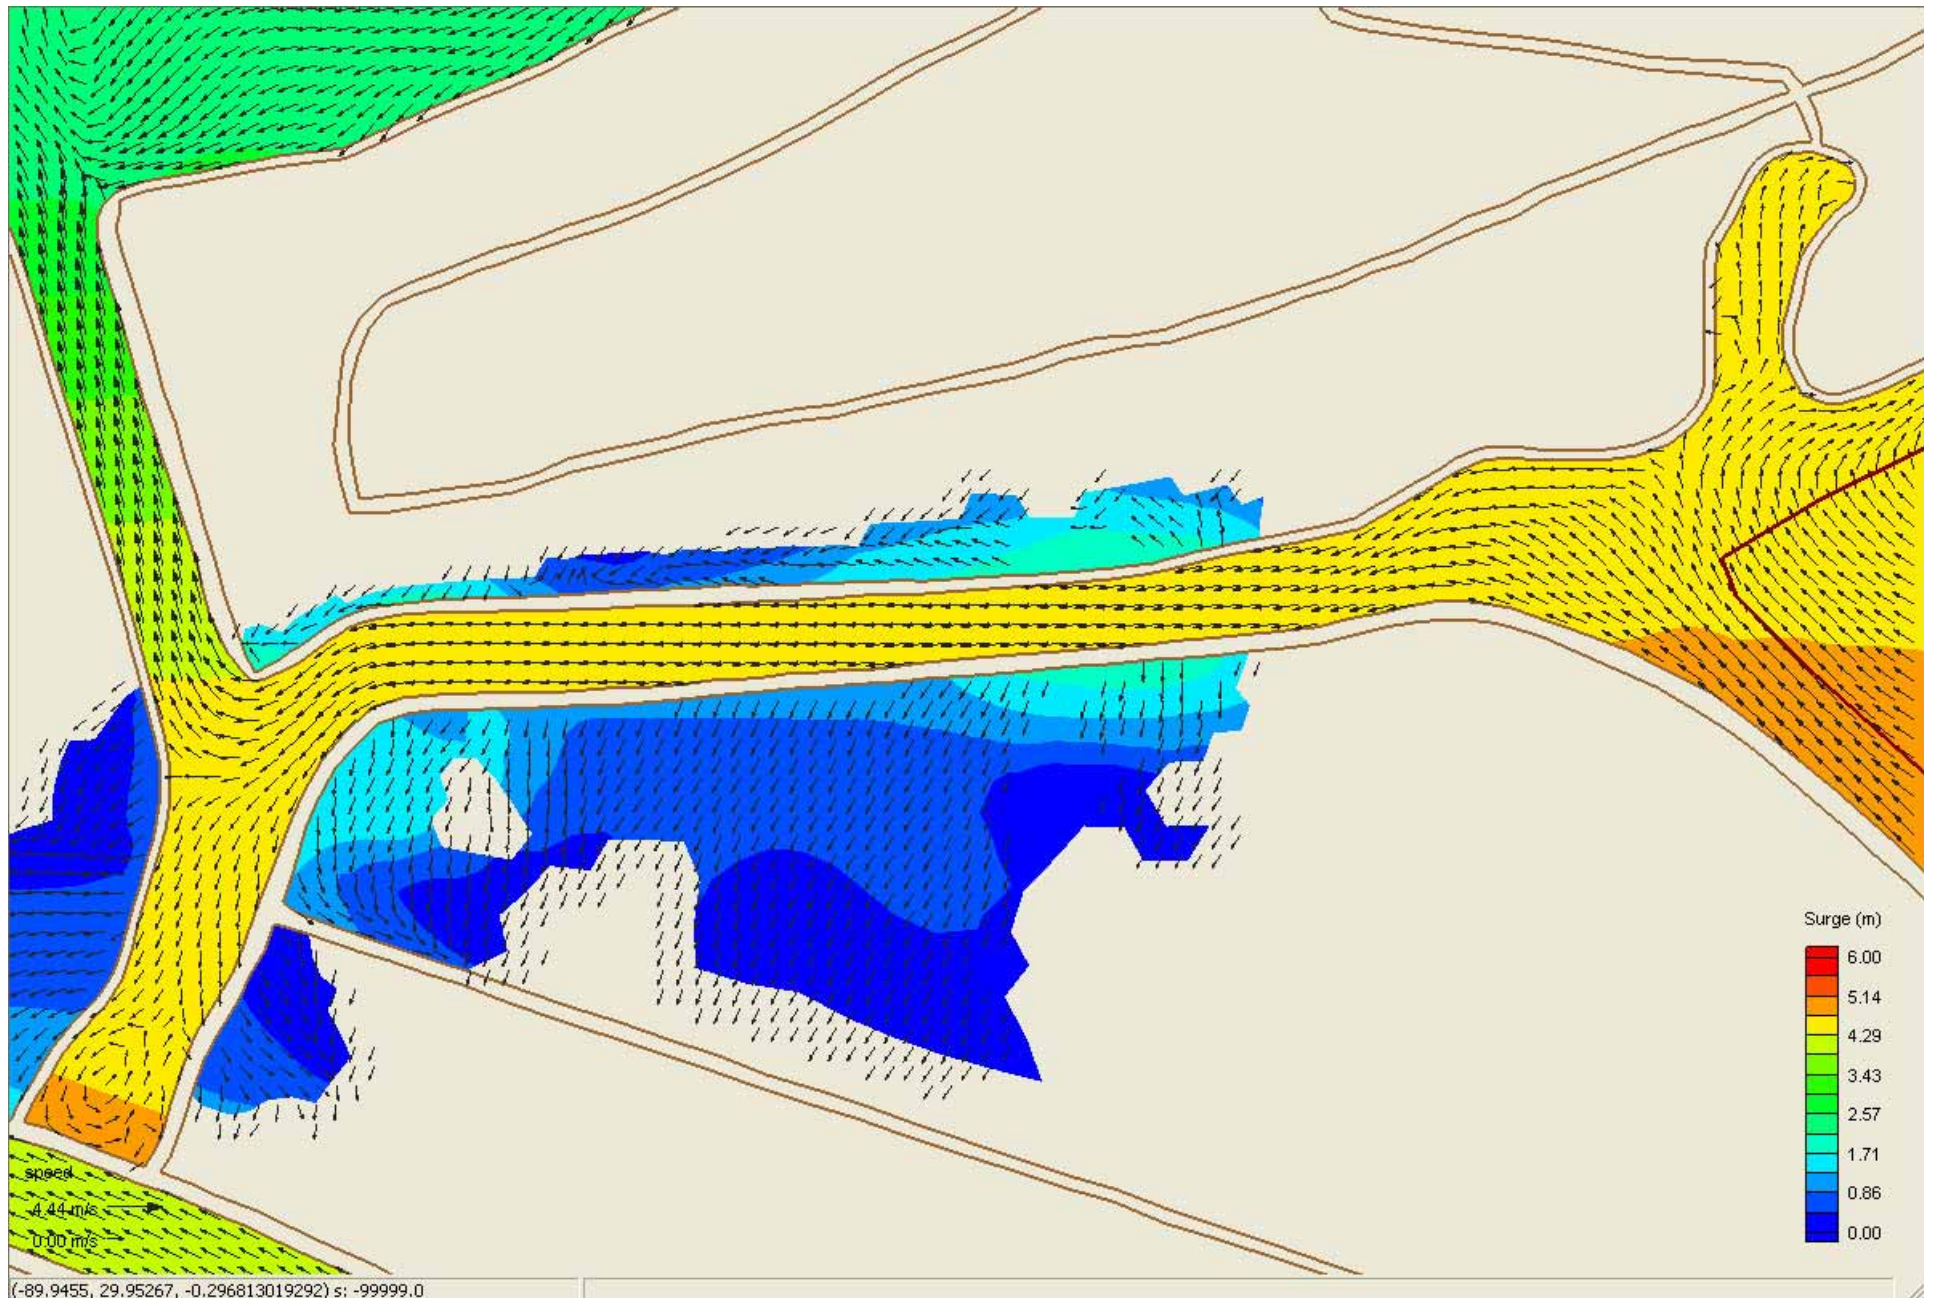 Surge (m)
6.00
5.14
4.29
3.43
2.57
1.71
0.86
0.00
speed
4.44 m/s
0.00 m/s
(-89.9455, 29.95267, -0.296813019292) s: -99999.0